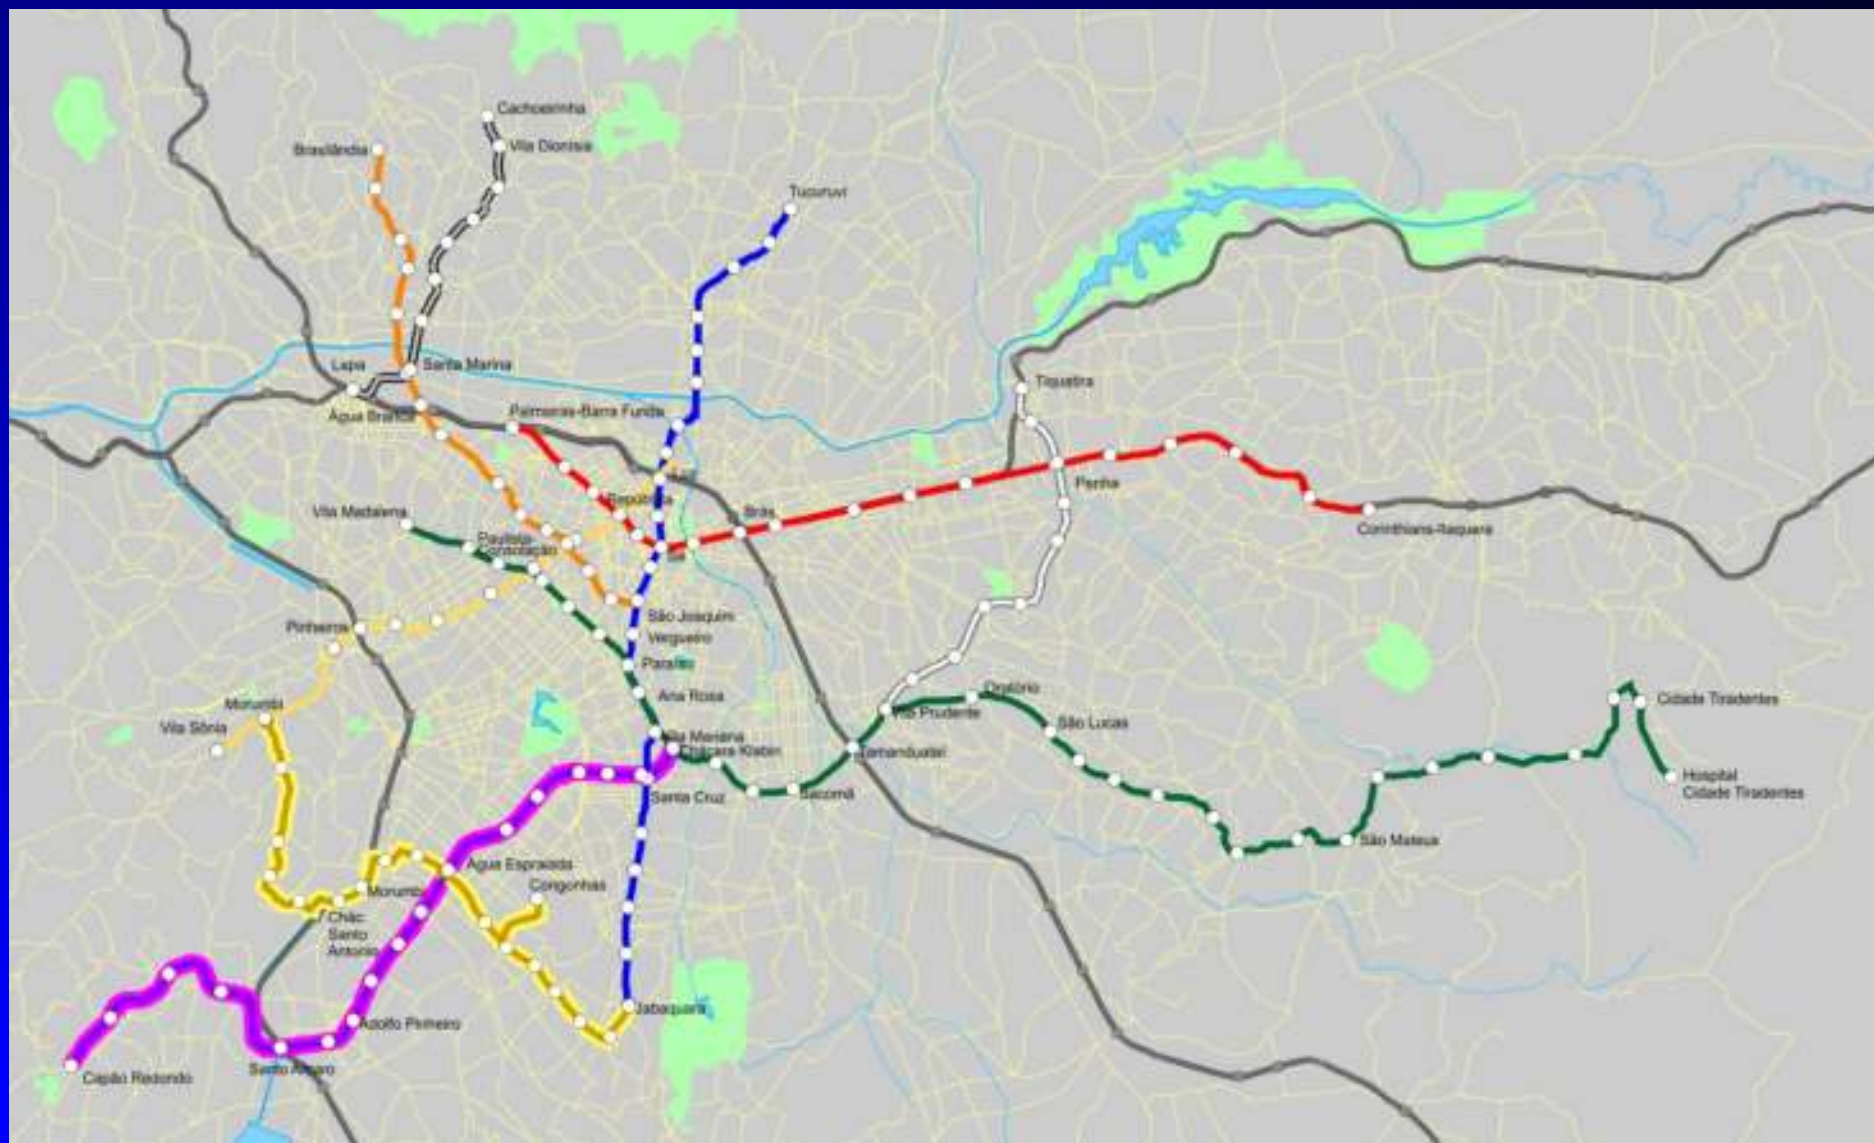 Cachoeirinha
Brasilândia
Vila Dionisia
Tucuruvi
Lapa
Santa Marina
Tiquatira
Água Branca
Palmeiras-Barra Funda
Penha
República
Vila Madalena
Brás
Corinthians-Itaquera
Paulista
Consolação
São Joaquim
Pinheiros
Vergueiro
Paraíso
Ana Rosa
Oratório
Cidade Tiradentes
Morumbi
Vila Prudente
Vila Sônia
São Lucas
Vila Mariana
Chácara Klabin
Tamanduateí
Hospital
Cidade Tiradentes
Santa Cruz
Sacomã
São Mateus
Água Espraiada
Congonhas
Morumbi
Chác.
Santo
Antonio
Jabaquara
Adolfo Pinheiro
Santo Amaro
Capão Redondo